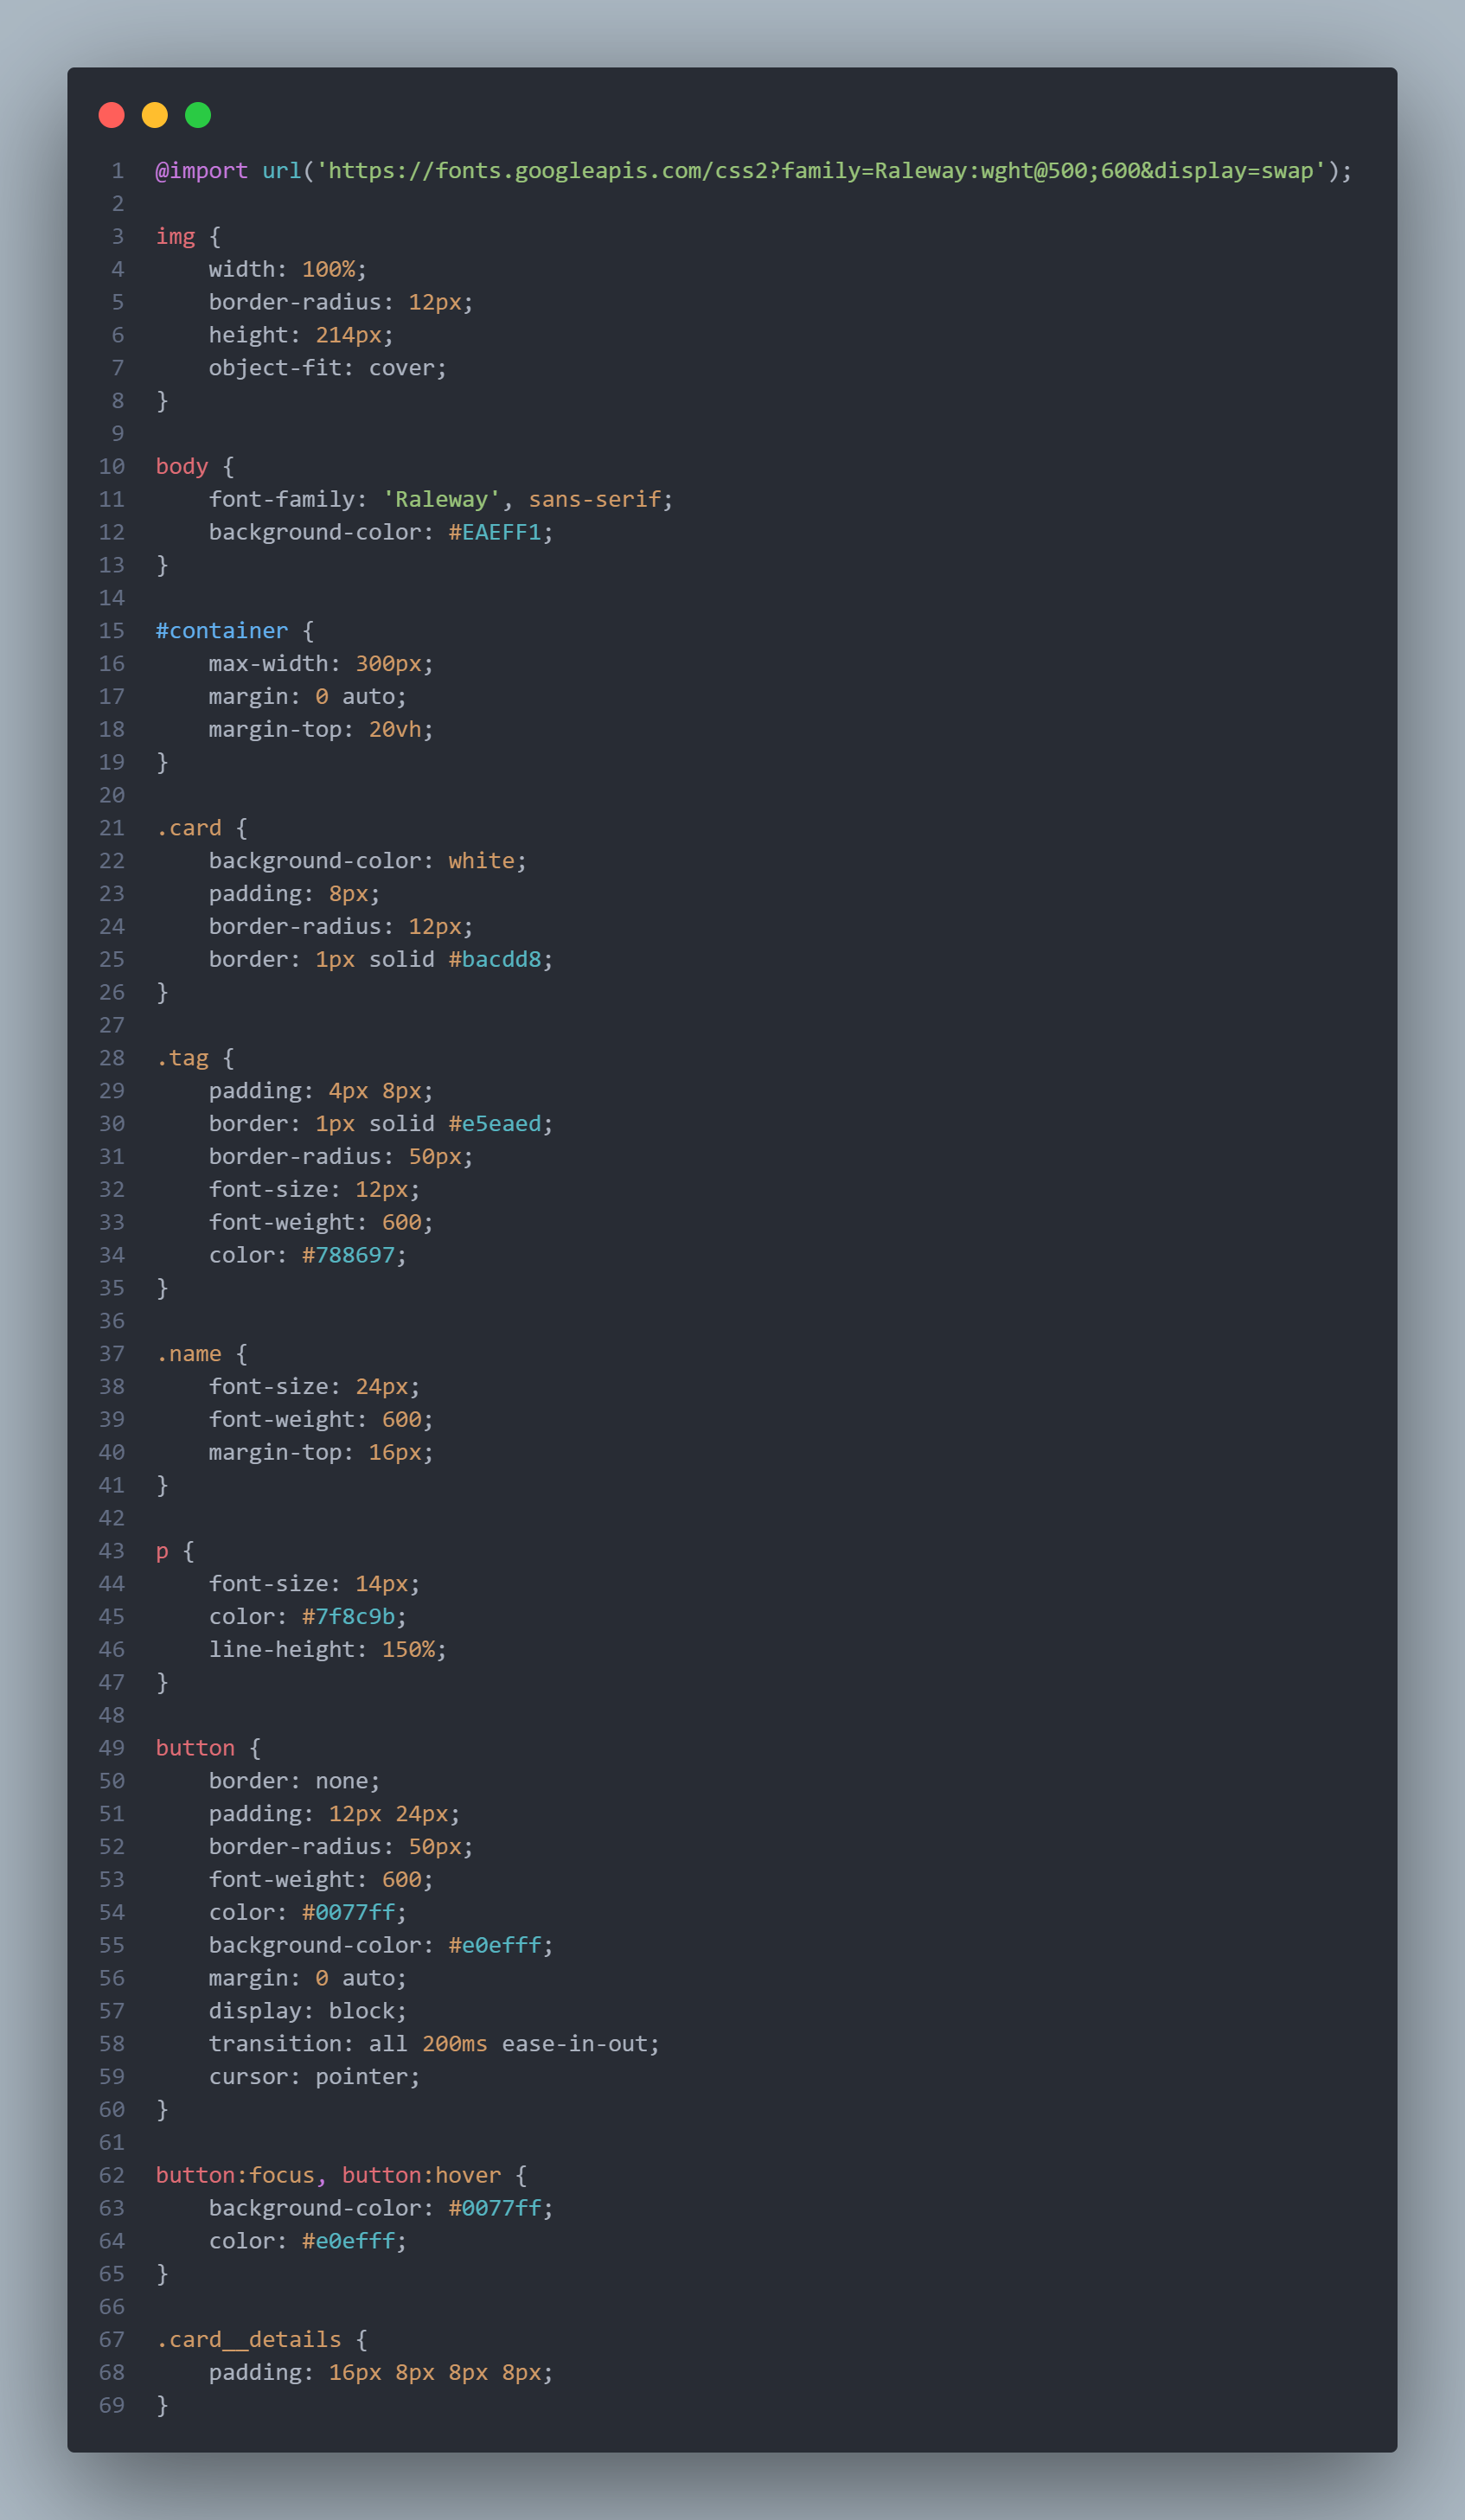 1 @import url('https://fonts.googleapis.com/css2?family=Raleway:wght@500;600&display=swap');
2
3 img {
4     width: 100%;
5     border-radius: 12px;
6     height: 214px;
7     object-fit: cover;
8 }
9
10 body {
11     font-family: 'Raleway', sans-serif;
12     background-color: #EAEFF1;
13 }
14
15 #container {
16     max-width: 300px;
17     margin: 0 auto;
18     margin-top: 20vh;
19 }
20
21 .card {
22     background-color: white;
23     padding: 8px;
24     border-radius: 12px;
25     border: 1px solid #bacdd8;
26 }
27
28 .tag {
29     padding: 4px 8px;
30     border: 1px solid #e5eaed;
31     border-radius: 50px;
32     font-size: 12px;
33     font-weight: 600;
34     color: #788697;
35 }
36
37 .name {
38     font-size: 24px;
39     font-weight: 600;
40     margin-top: 16px;
41 }
42
43 p {
44     font-size: 14px;
45     color: #7f8c9b;
46     line-height: 150%;
47 }
48
49 button {
50     border: none;
51     padding: 12px 24px;
52     border-radius: 50px;
53     font-weight: 600;
54     color: #0077ff;
55     background-color: #e0efff;
56     margin: 0 auto;
57     display: block;
58     transition: all 200ms ease-in-out;
59     cursor: pointer;
60 }
61
62 button:focus, button:hover {
63     background-color: #0077ff;
64     color: #e0efff;
65 }
66
67 .card__details {
68     padding: 16px 8px 8px 8px;
69 }